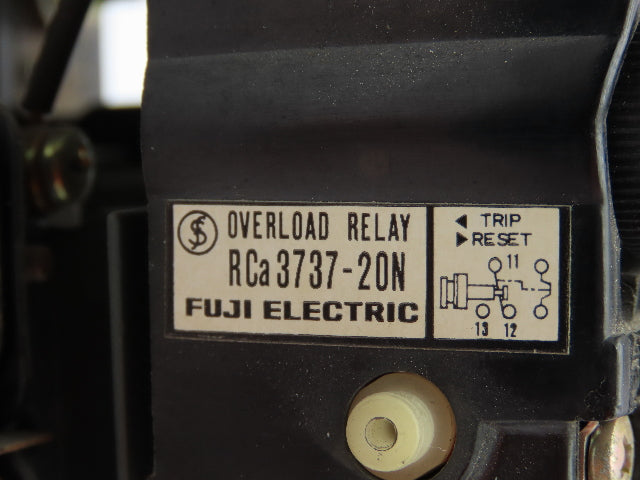 OVERLOAD RELAY
RCa 3737-20N
FUJI ELECTRIC
◀ TRIP
▶ RESET
11
13 12